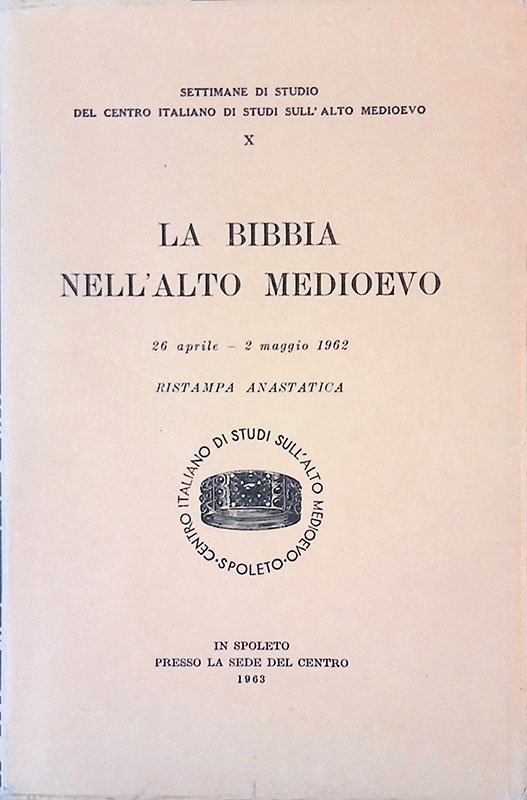 SETTIMANE DI STUDIO
DEL CENTRO ITALIANO DI STUDI SULL'ALTO MEDIOEVO
X
LA BIBBIA
NELL'ALTO MEDIOEVO
26 aprile – 2 maggio 1962
RISTAMPA ANASTATICA
CENTRO ITALIANO DI STUDI SULL'ALTO MEDIOEVO
· SPOLETO ·
IN SPOLETO
PRESSO LA SEDE DEL CENTRO
1963